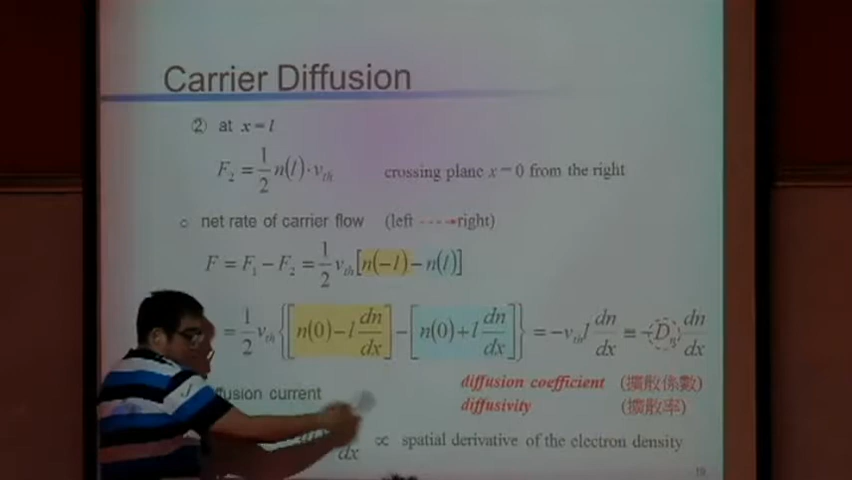 Carrier Diffusion
② at x = l
F₂ = 1/2 n(l)·v_th crossing plane x = 0 from the right
○ net rate of carrier flow (left ---→ right)
F = F₁ − F₂ = 1/2 v_th [n(−l) − n(l)]
= 1/2 v_th {[n(0) − l dn/dx] − [n(0) + l dn/dx]} = −v_th l dn/dx ≡ −D_n dn/dx
fusion current
diffusion coefficient (擴散係數)
diffusivity (擴散率)
dx ∝ spatial derivative of the electron density
19